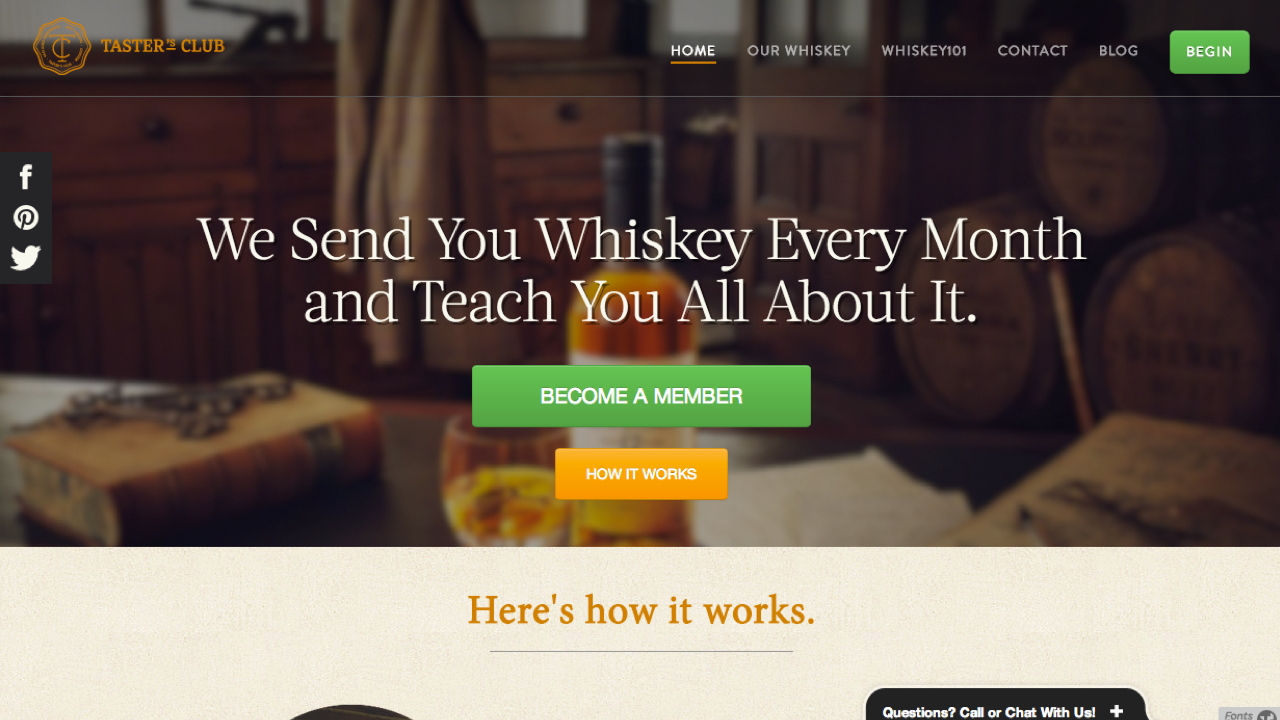 TASTER'S CLUB
HOME
OUR WHISKEY
WHISKEY101
CONTACT
BLOG
BEGIN
We Send You Whiskey Every Month
and Teach You All About It.
BECOME A MEMBER
HOW IT WORKS
Here's how it works.
Questions? Call or Chat With Us! +
Fonts